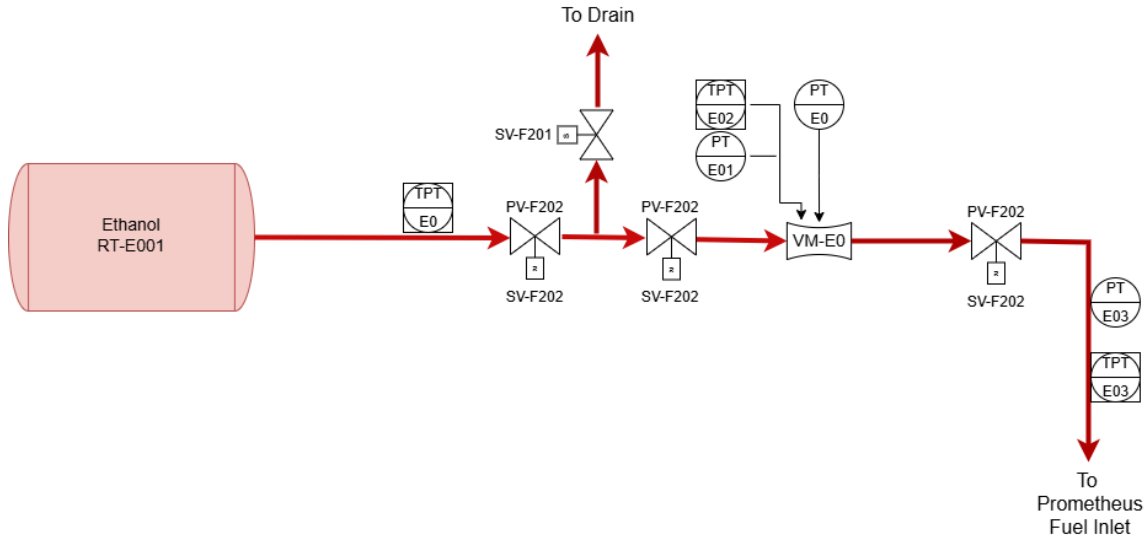 To Drain
TPT
E02
PT
E0
SV-F201
PT
E01
Ethanol
RT-E001
TPT
E0
PV-F202
PV-F202
PV-F202
VM-E0
SV-F202
SV-F202
SV-F202
PT
E03
TPT
E03
To
Prometheus
Fuel Inlet